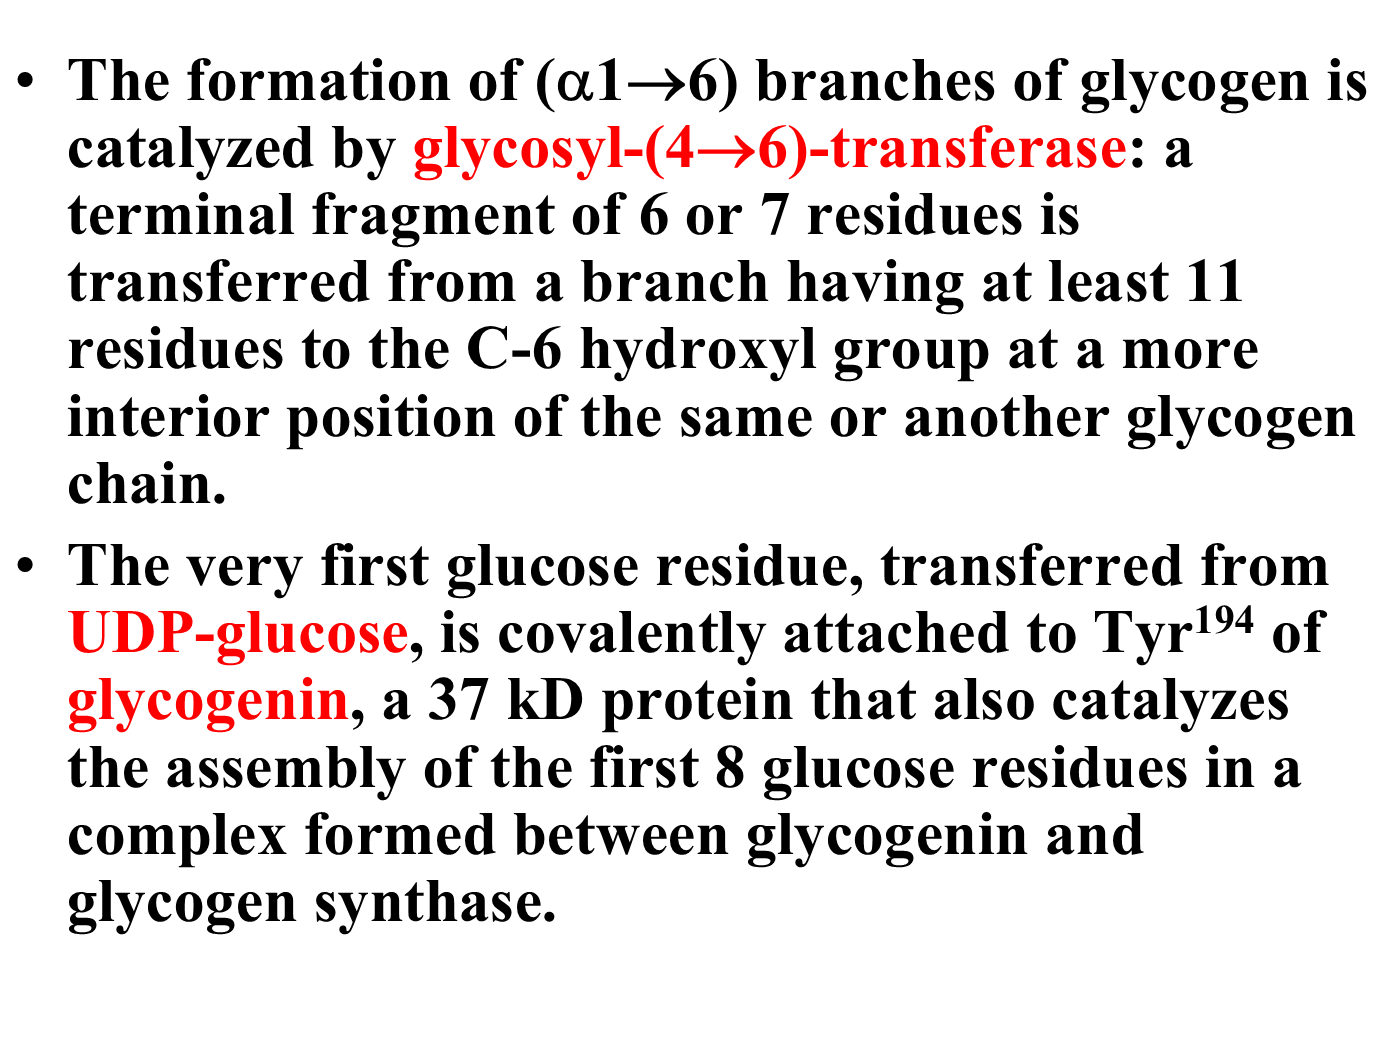 • The formation of (α1→6) branches of glycogen is
catalyzed by glycosyl-(4→6)-transferase: a
terminal fragment of 6 or 7 residues is
transferred from a branch having at least 11
residues to the C-6 hydroxyl group at a more
interior position of the same or another glycogen
chain.
• The very first glucose residue, transferred from
UDP-glucose, is covalently attached to Tyr¹⁹⁴ of
glycogenin, a 37 kD protein that also catalyzes
the assembly of the first 8 glucose residues in a
complex formed between glycogenin and
glycogen synthase.